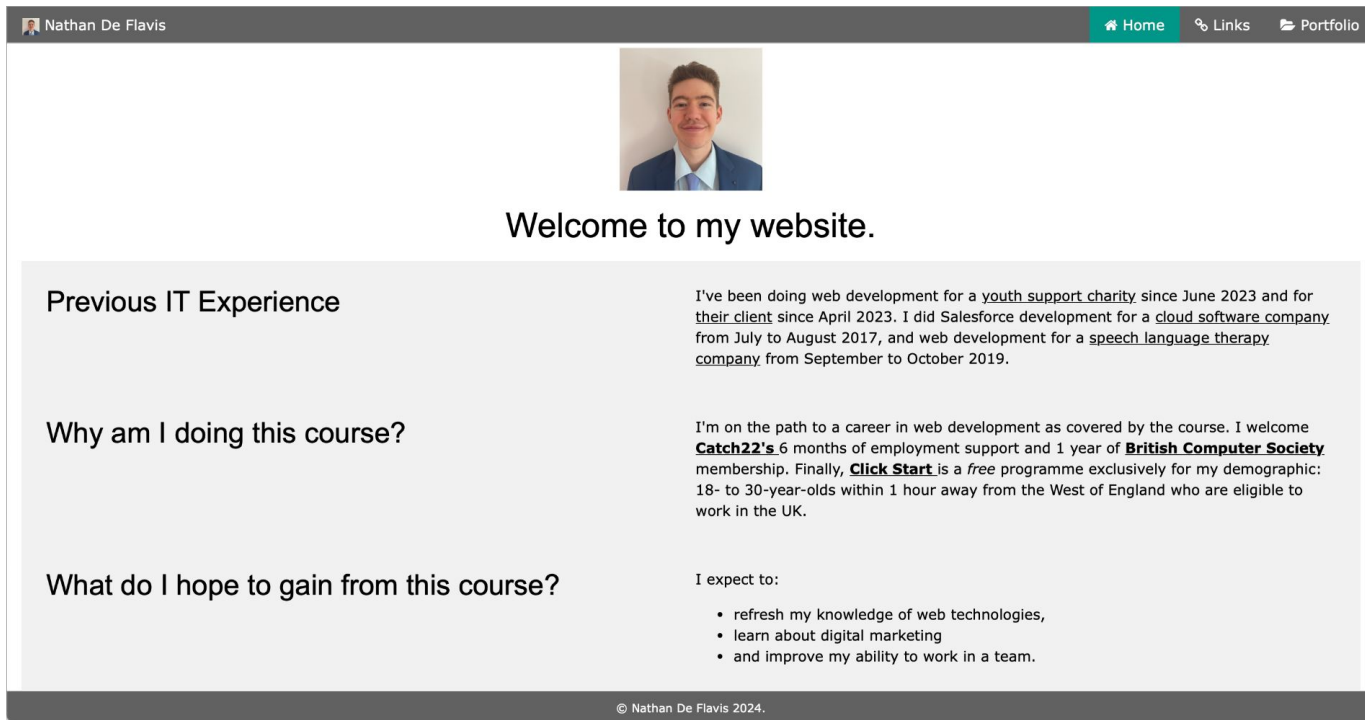 Nathan De Flavis
Home
Links
Portfolio
Welcome to my website.
Previous IT Experience
I've been doing web development for a youth support charity since June 2023 and for
their client since April 2023. I did Salesforce development for a cloud software company
from July to August 2017, and web development for a speech language therapy
company from September to October 2019.
Why am I doing this course?
I'm on the path to a career in web development as covered by the course. I welcome
Catch22's 6 months of employment support and 1 year of British Computer Society
membership. Finally, Click Start is a free programme exclusively for my demographic:
18- to 30-year-olds within 1 hour away from the West of England who are eligible to
work in the UK.
What do I hope to gain from this course?
I expect to:
• refresh my knowledge of web technologies,
• learn about digital marketing
• and improve my ability to work in a team.
© Nathan De Flavis 2024.